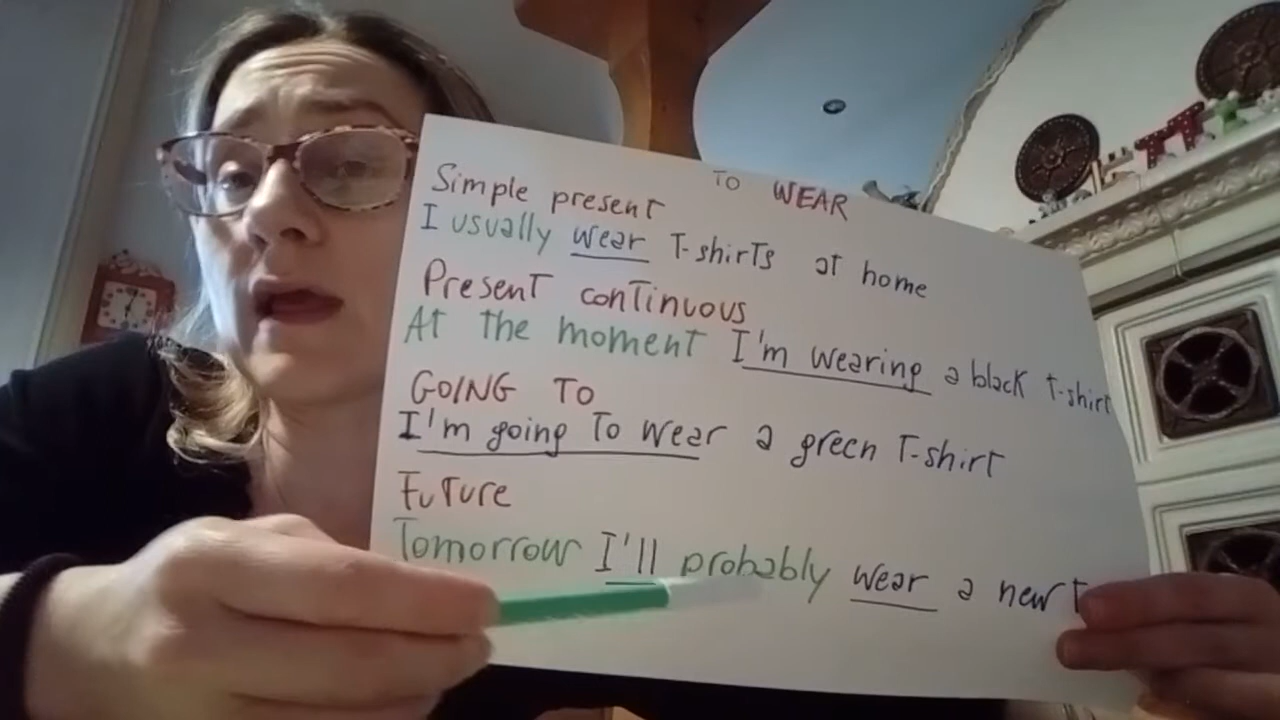 TO WEAR
Simple present
I usually wear T-shirts at home
Present continuous
At the moment I'm wearing a black t-shirt
GOING TO
I'm going to wear a green T-shirt
Future
Tomorrow I'll probably wear a new T